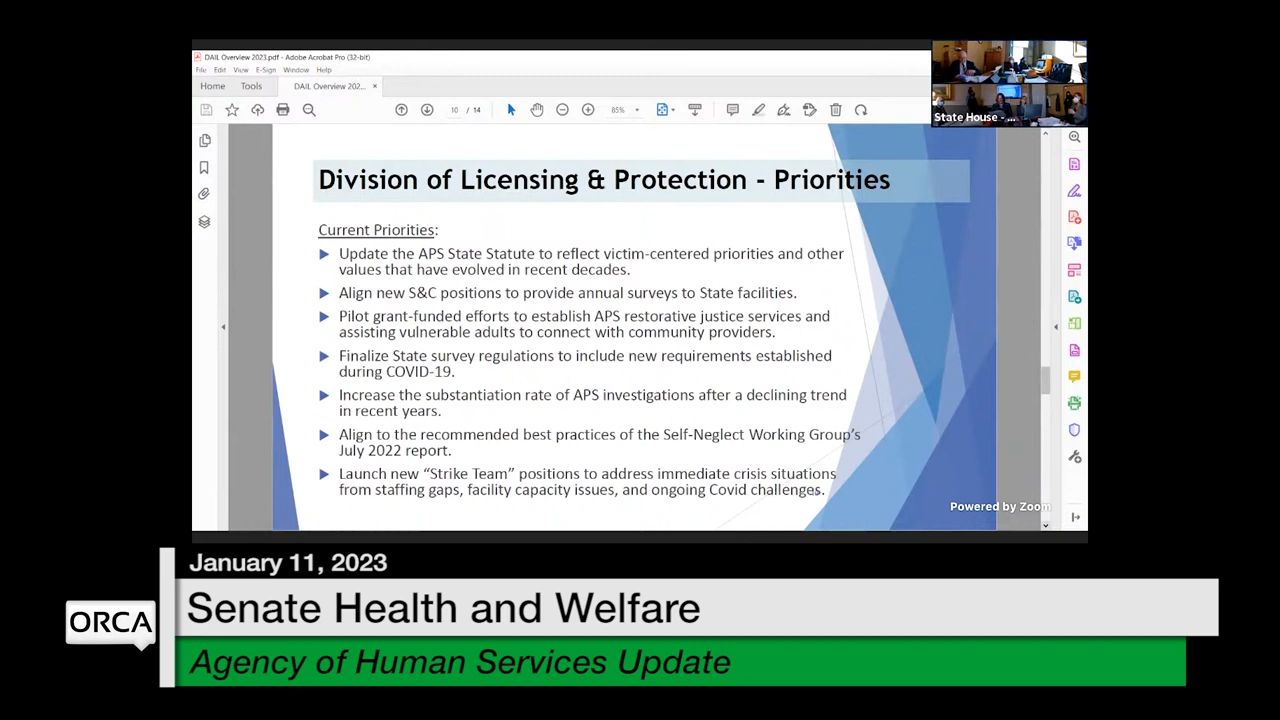 DAIL Overview 2023.pdf - Adobe Acrobat Pro (32-bit)
File Edit View E-Sign Window Help
Home Tools DAIL Overview 202... ×
10 / 14 85%
State House - ...
Division of Licensing & Protection - Priorities
Current Priorities:
Update the APS State Statute to reflect victim-centered priorities and other
values that have evolved in recent decades.
Align new S&C positions to provide annual surveys to State facilities.
Pilot grant-funded efforts to establish APS restorative justice services and
assisting vulnerable adults to connect with community providers.
Finalize State survey regulations to include new requirements established
during COVID-19.
Increase the substantiation rate of APS investigations after a declining trend
in recent years.
Align to the recommended best practices of the Self-Neglect Working Group's
July 2022 report.
Launch new “Strike Team” positions to address immediate crisis situations
from staffing gaps, facility capacity issues, and ongoing Covid challenges.
Powered by Zoom
January 11, 2023
ORCA
Senate Health and Welfare
Agency of Human Services Update